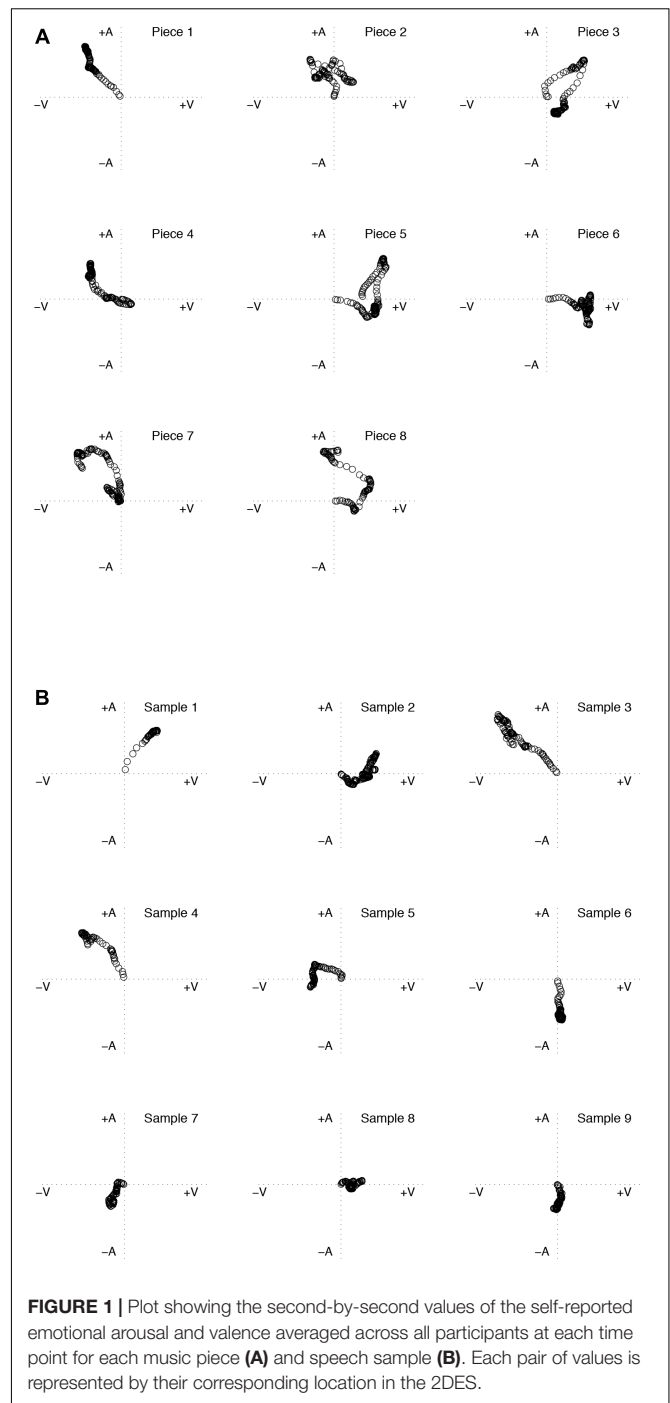 A
+A Piece 1 +A Piece 2 +A Piece 3
−V +V −V +V −V +V
−A −A −A
+A Piece 4 +A Piece 5 +A Piece 6
−V +V −V +V −V +V
−A −A −A
+A Piece 7 +A Piece 8
−V +V −V +V
−A −A
B
+A Sample 1 +A Sample 2 +A Sample 3
−V +V −V +V −V +V
−A −A −A
+A Sample 4 +A Sample 5 +A Sample 6
−V +V −V +V −V +V
−A −A −A
+A Sample 7 +A Sample 8 +A Sample 9
−V +V −V +V −V +V
−A −A −A
FIGURE 1 | Plot showing the second-by-second values of the self-reported
emotional arousal and valence averaged across all participants at each time
point for each music piece (A) and speech sample (B). Each pair of values is
represented by their corresponding location in the 2DES.